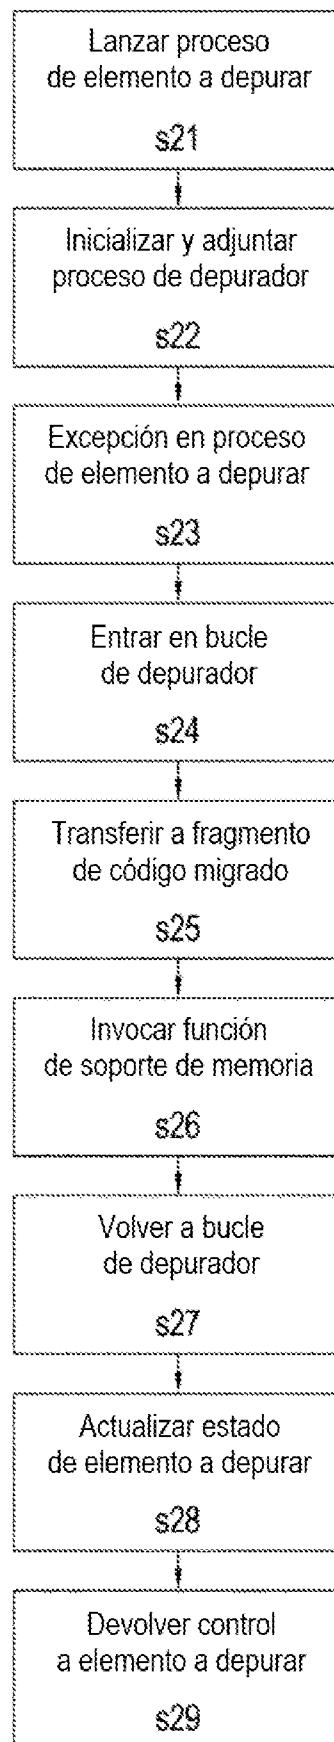 Lanzar proceso
de elemento a depurar
s21
Inicializar y adjuntar
proceso de depurador
s22
Excepción en proceso
de elemento a depurar
s23
Entrar en bucle
de depurador
s24
Transferir a fragmento
de código migrado
s25
Invocar función
de soporte de memoria
s26
Volver a bucle
de depurador
s27
Actualizar estado
de elemento a depurar
s28
Devolver control
a elemento a depurar
s29